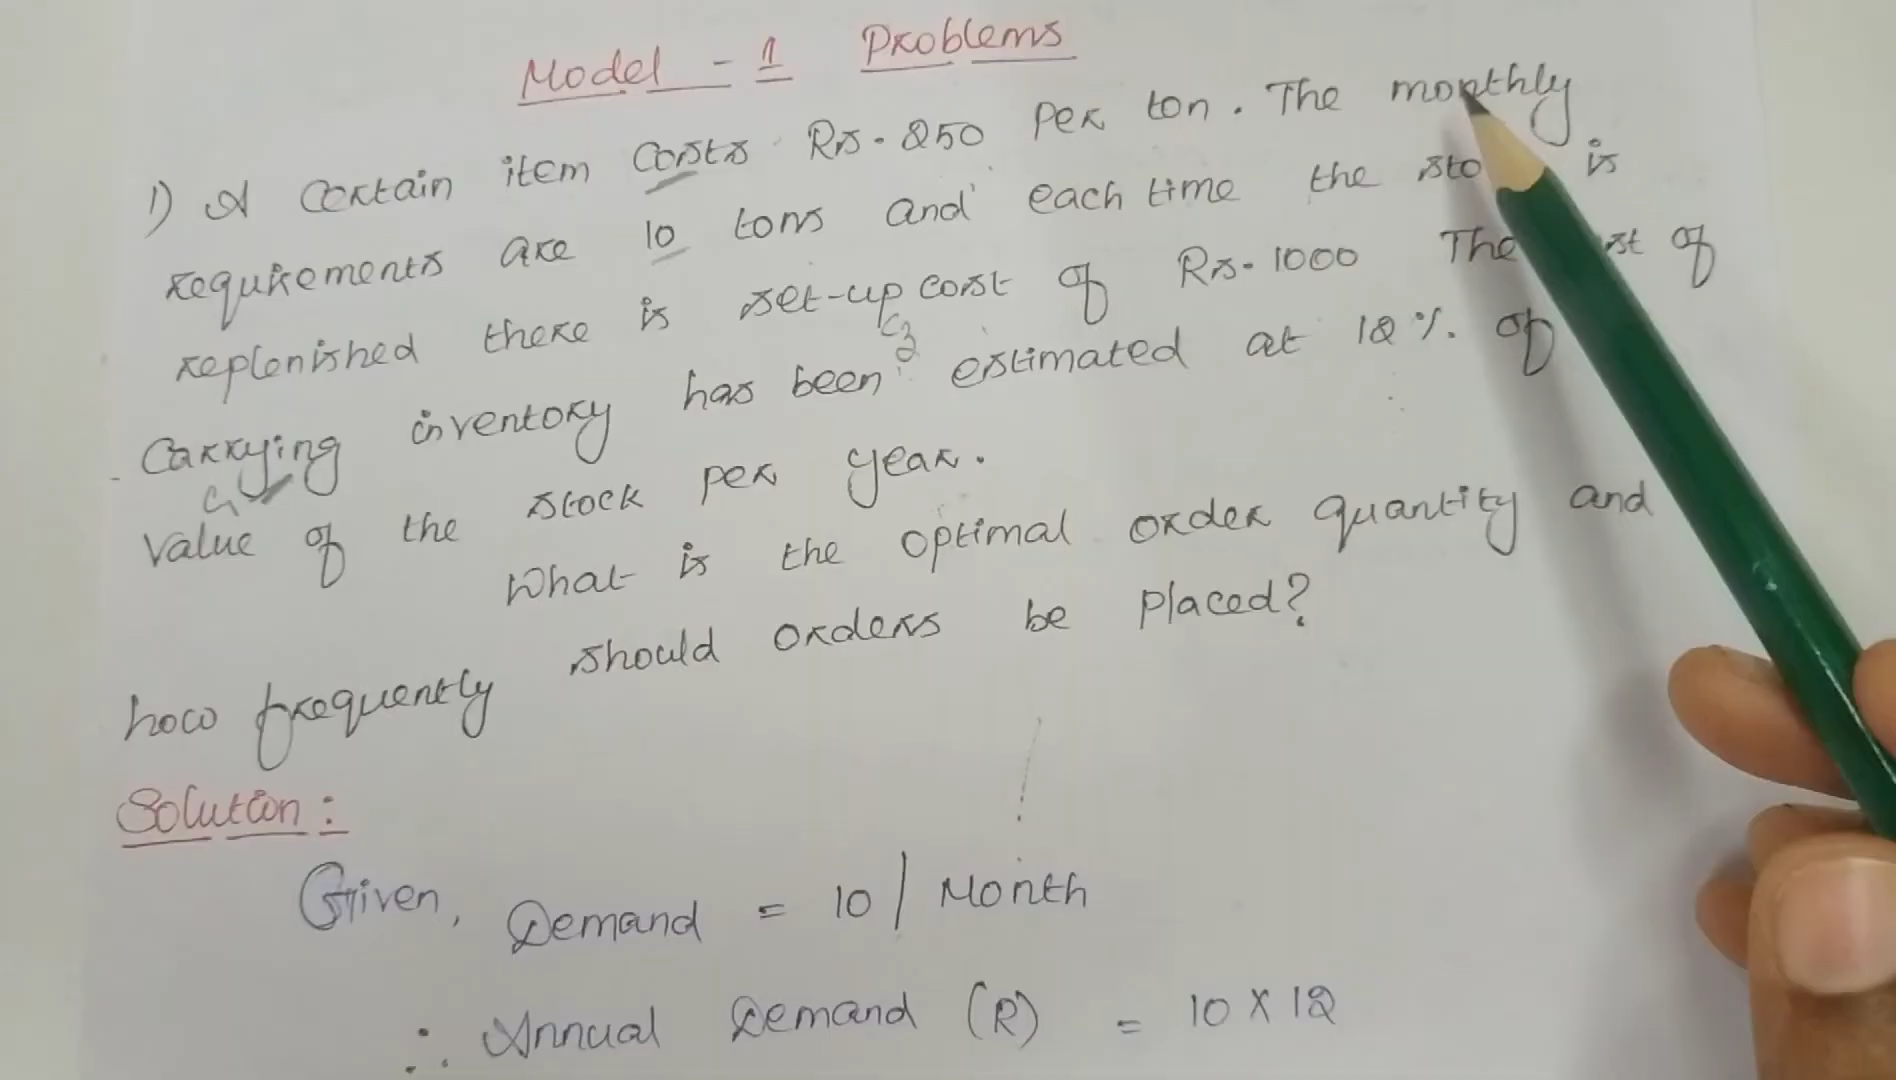 Model - 1 Problems
1) A certain item costs Rs. 250 per ton. The monthly
requirements are 10 tons and each time the sto is
replenished there is set-up cost of Rs. 1000 The st of
C3
Carrying inventory has been estimated at 12 %. of
C1
Value of the stock per year.
What is the optimal order quantity and
how frequently should orders be placed?
Solution :
Given, Demand = 10 | Month
∴ Annual Demand (R) = 10 X 12